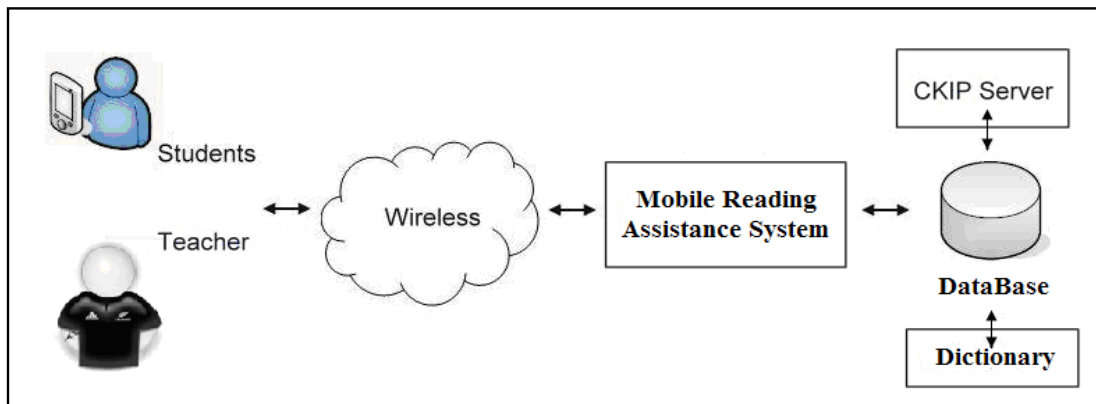 CKIP Server
Students
Wireless
Mobile Reading
Assistance System
Teacher
DataBase
Dictionary